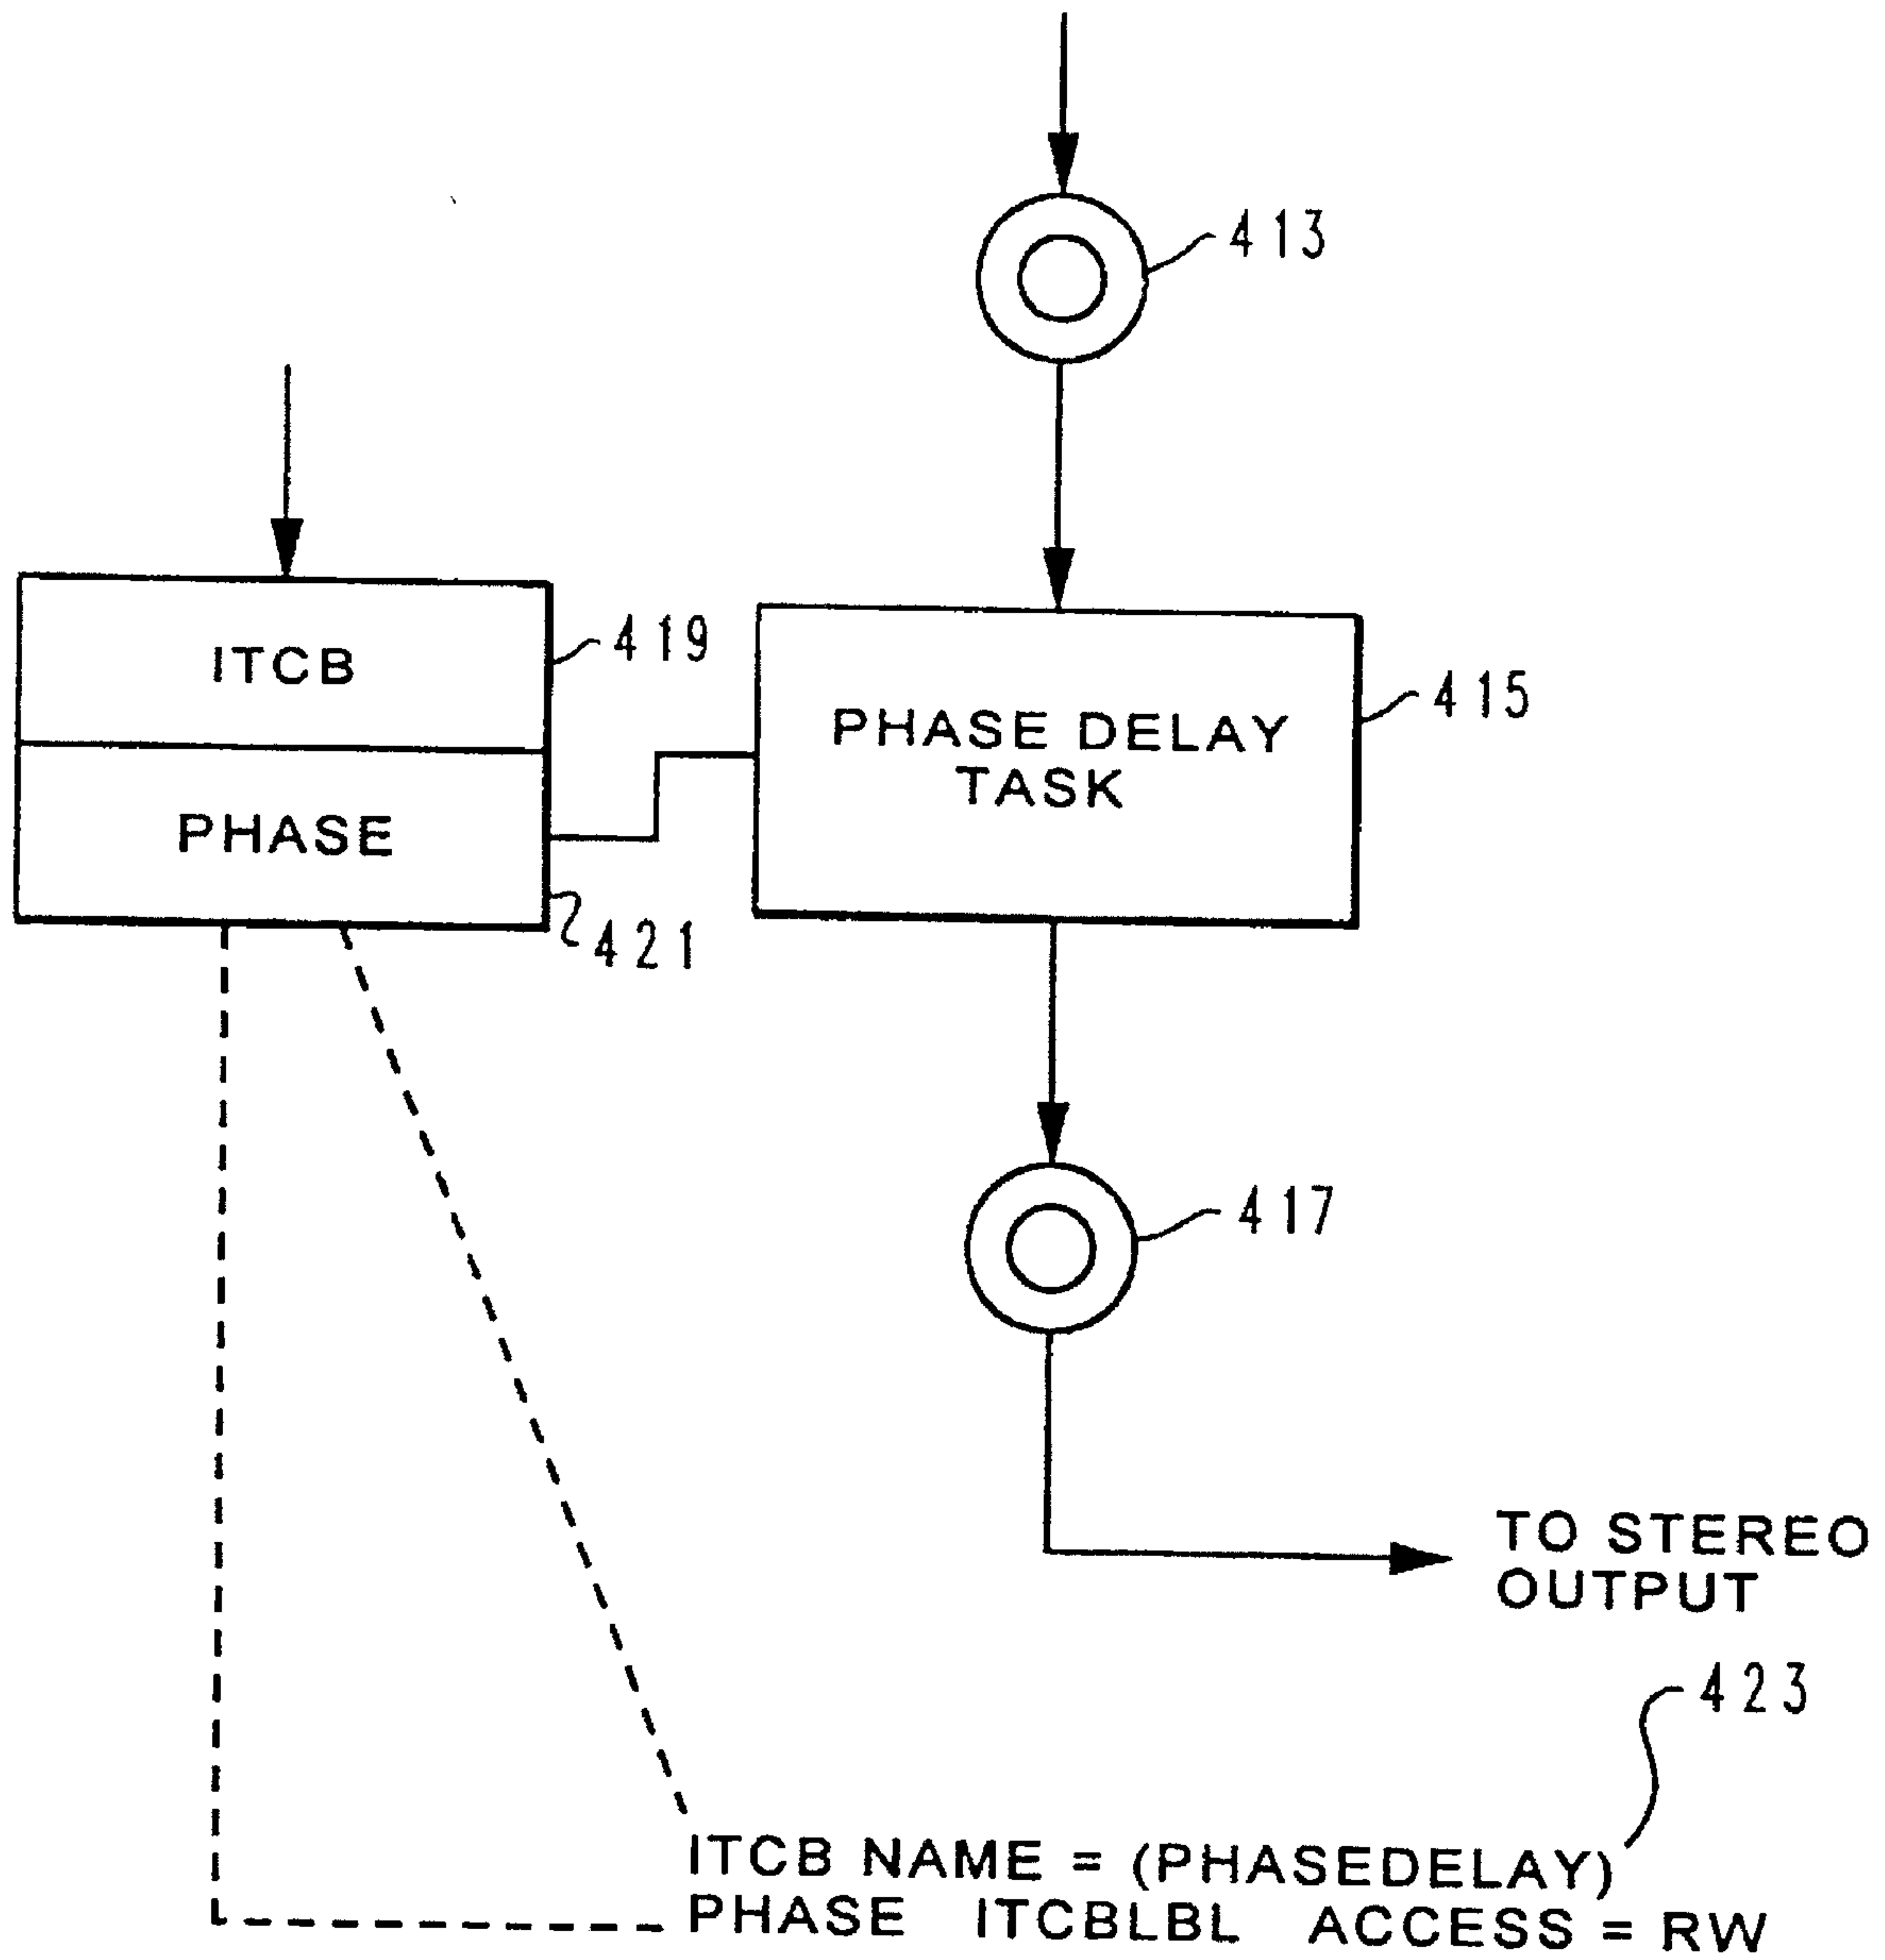 413
ITCB
419
PHASE DELAY
TASK
415
PHASE
421
417
TO STEREO
OUTPUT
423
ITCB NAME = (PHASEDELAY)
PHASE ITCBLBL ACCESS = RW